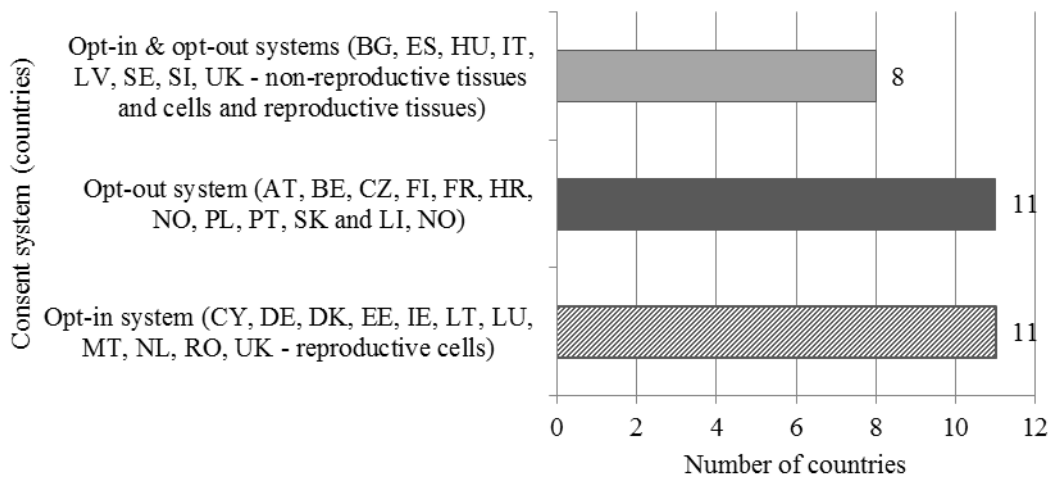 Consent system (countries)
Opt-in & opt-out systems (BG, ES, HU, IT,
LV, SE, SI, UK - non-reproductive tissues
and cells and reproductive tissues)
8
Opt-out system (AT, BE, CZ, FI, FR, HR,
NO, PL, PT, SK and LI, NO)
11
Opt-in system (CY, DE, DK, EE, IE, LT, LU,
MT, NL, RO, UK - reproductive cells)
11
0 2 4 6 8 10 12
Number of countries